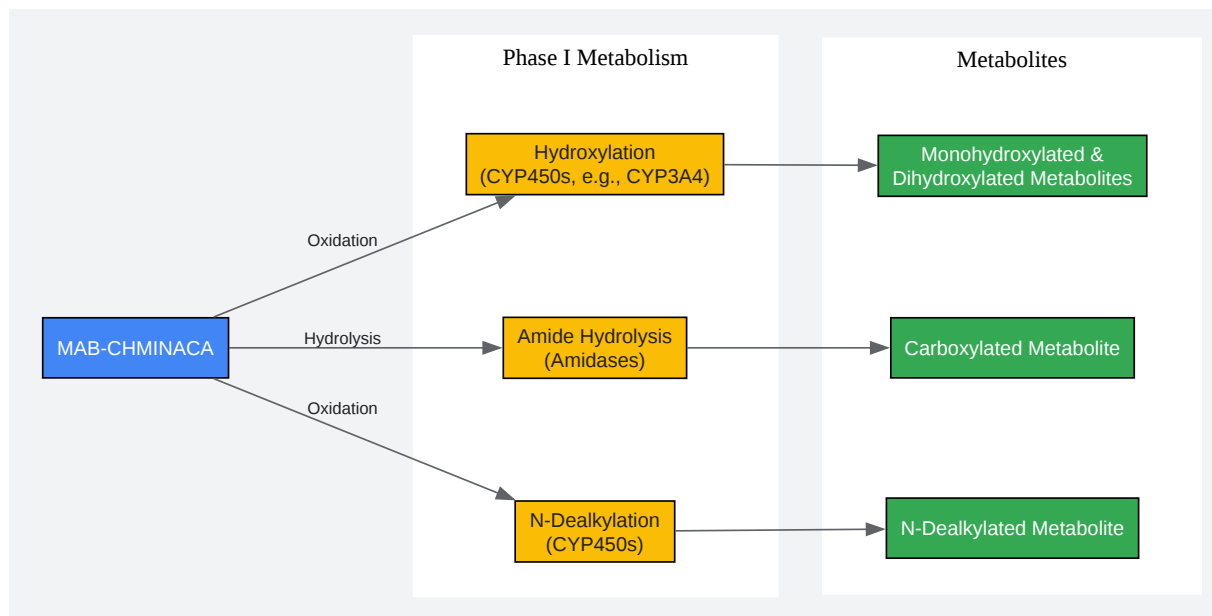 Phase I Metabolism
Metabolites
Hydroxylation
(CYP450s, e.g., CYP3A4)
Monohydroxylated &
Dihydroxylated Metabolites
Oxidation
MAB-CHMINACA
Hydrolysis
Amide Hydrolysis
(Amidases)
Carboxylated Metabolite
Oxidation
N-Dealkylation
(CYP450s)
N-Dealkylated Metabolite